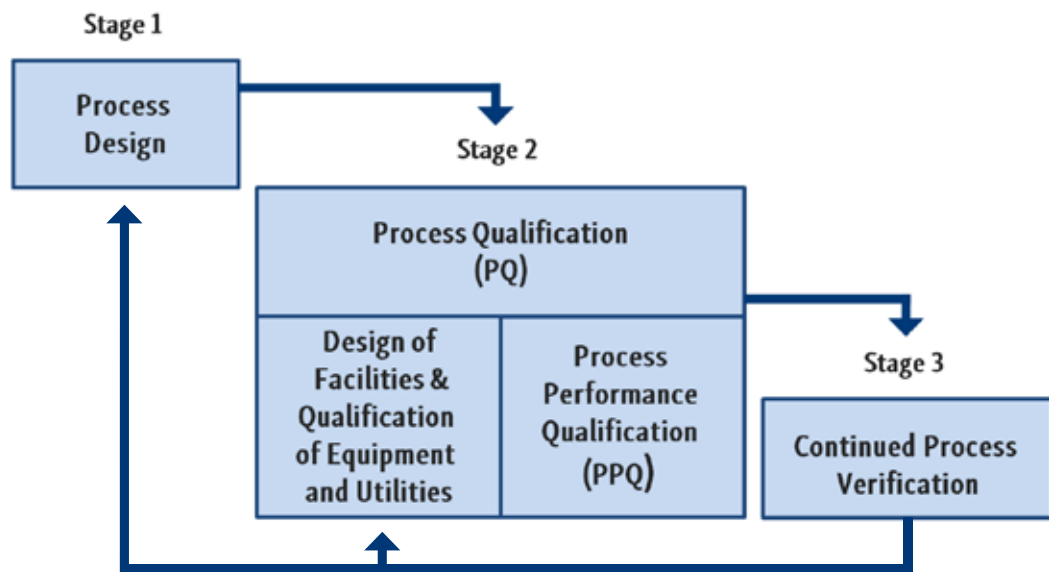 Stage 1
Process
Design
Stage 2
Process Qualification
(PQ)
Design of
Facilities &
Qualification
of Equipment
and Utilities
Process
Performance
Qualification
(PPQ)
Stage 3
Continued Process
Verification